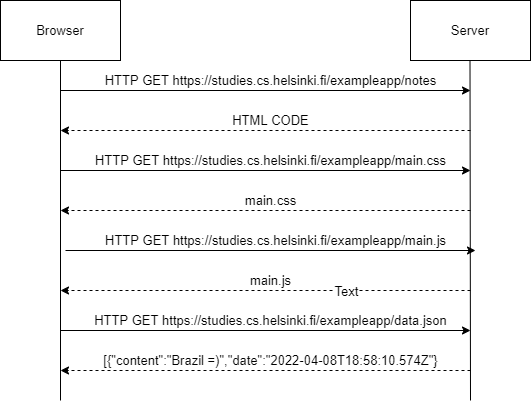 Browser
Server
HTTP GET https://studies.cs.helsinki.fi/exampleapp/notes
HTML CODE
HTTP GET https://studies.cs.helsinki.fi/exampleapp/main.css
main.css
HTTP GET https://studies.cs.helsinki.fi/exampleapp/main.js
main.js
Text
HTTP GET https://studies.cs.helsinki.fi/exampleapp/data.json
[{"content":"Brazil =)","date":"2022-04-08T18:58:10.574Z"}